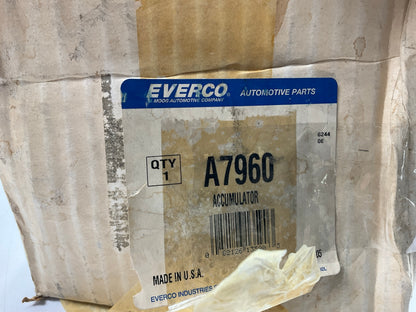 EVERCO® AUTOMOTIVE PARTS
A MOOG AUTOMOTIVE COMPANY
6244
QTY
1
A7960
ACCUMULATOR
MADE IN U.S.A.
EVERCO INDUSTRIES